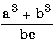 a³ + b³
bc